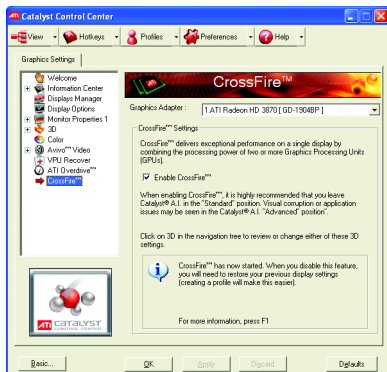 ATI Catalyst Control Center
View Hotkeys Profiles Preferences Help
Graphics Settings
Welcome
Information Center
Displays Manager
Display Options
Monitor Properties 1
3D
Color
Avivo™ Video
VPU Recover
ATI Overdrive™
CrossFire™
CrossFire™
Graphics Adapter :
1.ATI Radeon HD 3870 [ GD-1904BP ]
CrossFire™ Settings
CrossFire™ delivers exceptional performance on a single display by
combining the processing power of two or more Graphics Processing Units
(GPUs).
Enable CrossFire™
When enabling CrossFire™, it is highly recommended that you leave
Catalyst® A.I. in the "Standard" position. Visual corruption or application
issues may be seen in the Catalyst® A.I. "Advanced" position".
Click on 3D in the navigation tree to review or change either of these 3D
settings.
CrossFire™ has now started. When you disable this feature,
you will need to restore your previous display settings
(creating a profile will make this easier).
For more information, press F1
ATI CATALYST
CONTROL CENTER
Basic...
OK
Apply
Discard
Defaults